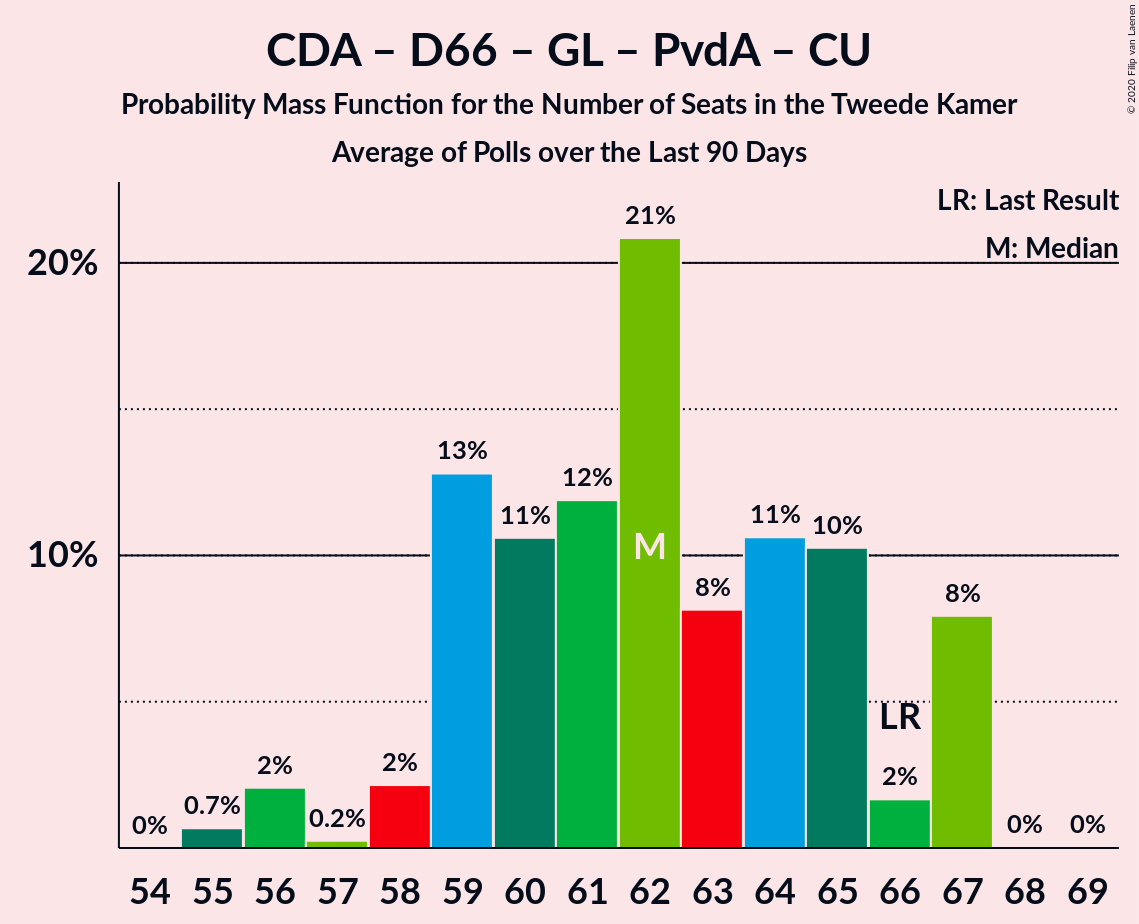 CDA – D66 – GL – PvdA – CU
Probability Mass Function for the Number of Seats in the Tweede Kamer
Average of Polls over the Last 90 Days
© 2020 Filip van Laenen
LR: Last Result
M: Median
21%
20%
13%
12%
11%
11%
10%
M
10%
8%
8%
LR
2%
2%
2%
0.7%
0.2%
0%
0%
0%
54 55 56 57 58 59 60 61 62 63 64 65 66 67 68 69